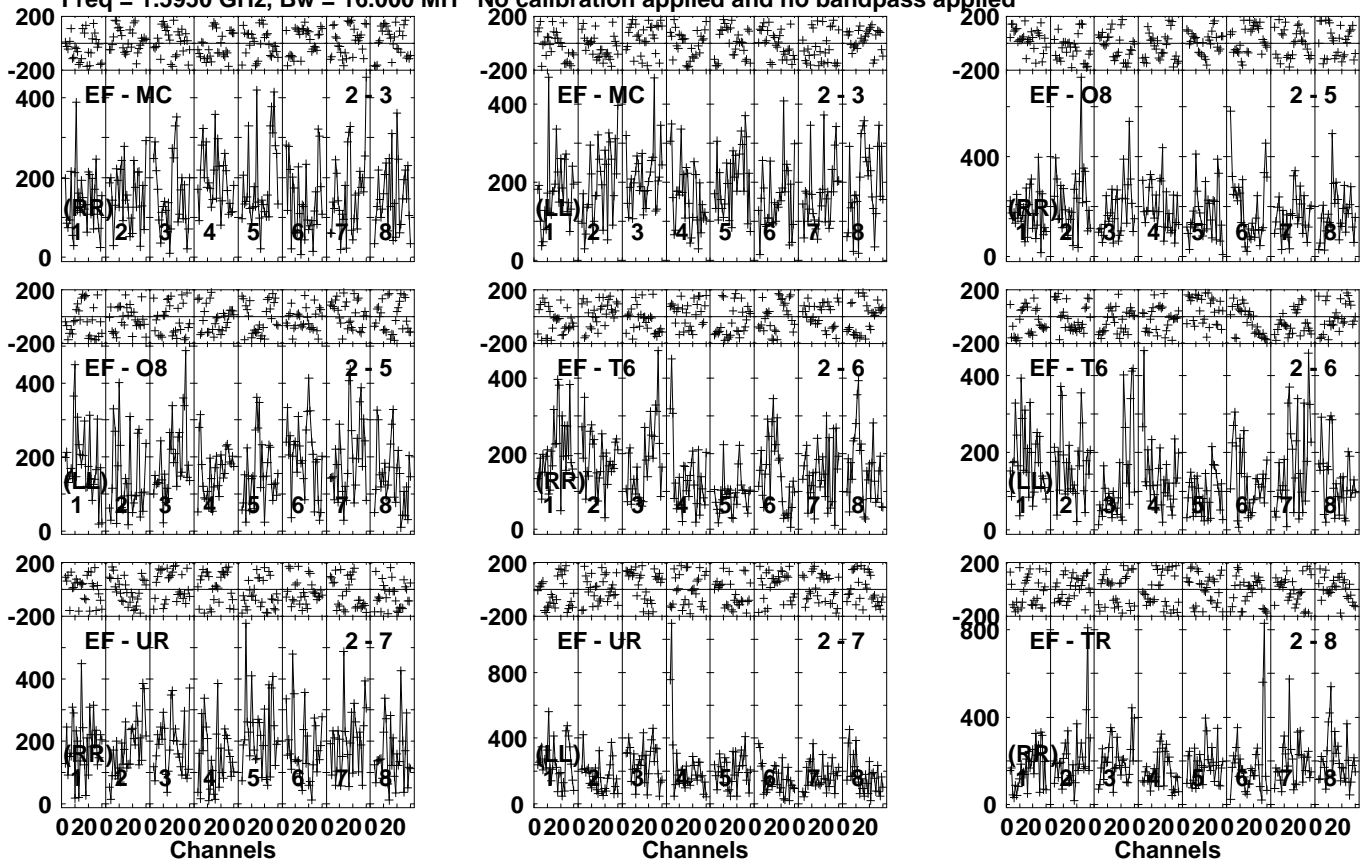 Freq = 1.5950 GHz, Bw = 16.000 MH No calibration applied and no bandpass applied
200 200 200
-200 -200 -200
EF - MC 2 - 3 EF - MC 2 - 3 EF - O8 2 - 5
400 400 400
200 200
(RR) (LL) (RR)
1 2 3 4 5 6 7 8 1 2 3 4 5 6 7 8 1 2 3 4 5 6 7 8
0 0 0
200 200 200
-200 -200 -200
EF - O8 2 - 5 EF - T6 2 - 6 EF - T6 2 - 6
400 400 400
200 200 200
(LL) (RR) (LL)
1 2 3 4 5 6 7 8 1 2 3 4 5 6 7 8 1 2 3 4 5 6 7 8
0 0 0
200 200 200
-200 -200 -200
EF - UR 2 - 7 EF - UR 2 - 7 EF - TR 2 - 8
400 800 800
200 400 400
(RR) (LL) (RR)
1 2 3 4 5 6 7 8 1 2 3 4 5 6 7 8 1 2 3 4 5 6 7 8
0 0 0
0 20 0 20 0 20 0 20 0 20 0 20 0 20 0 20 0 20 0 20 0 20 0 20 0 20 0 20 0 20 0 20 0 20 0 20 0 20 0 20 0 20 0 20 0 20 0 20
Channels Channels Channels